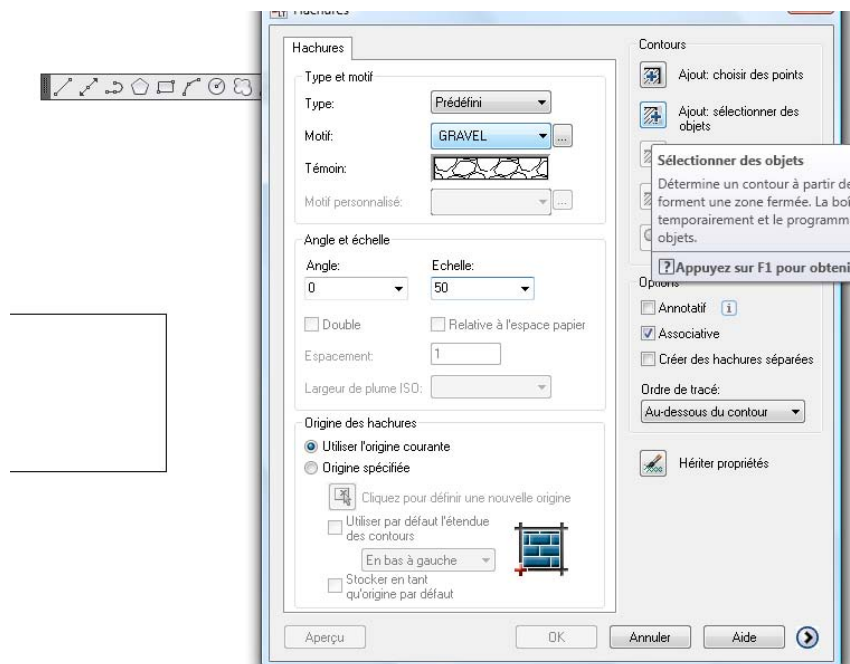 Hachures
Hachures
Type et motif
Type:
Prédéfini
Motif:
GRAVEL
...
Témoin:
Motif personnalisé:
...
Angle et échelle
Angle:
Echelle:
0
50
Double
Relative à l'espace papier
Espacement:
1
Largeur de plume ISO:
Origine des hachures
Utiliser l'origine courante
Origine spécifiée
Cliquez pour définir une nouvelle origine
Utiliser par défaut l'étendue
des contours
En bas à gauche
Stocker en tant
qu'origine par défaut
Contours
Ajout: choisir des points
Ajout: sélectionner des
objets
Sélectionner des objets
Détermine un contour à partir de
forment une zone fermée. La boî
temporairement et le programm
objets.
? Appuyez sur F1 pour obteni
Options
Annotatif
i
Associative
Créer des hachures séparées
Ordre de tracé:
Au-dessous du contour
Hériter propriétés
Aperçu
OK
Annuler
Aide